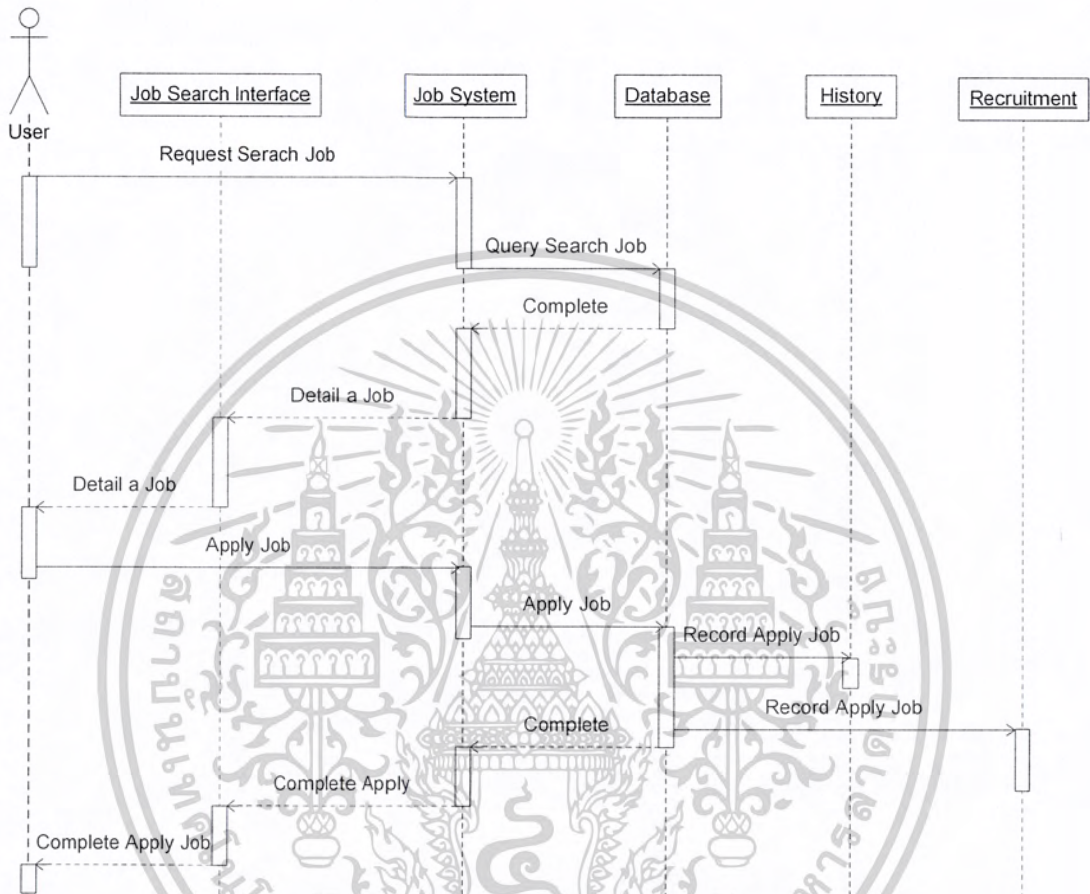 User
Job Search Interface
Job System
Database
History
Recruitment
Request Serach Job
Query Search Job
Complete
Detail a Job
Detail a Job
Apply Job
Apply Job
Record Apply Job
Record Apply Job
Complete
Complete Apply
Complete Apply Job